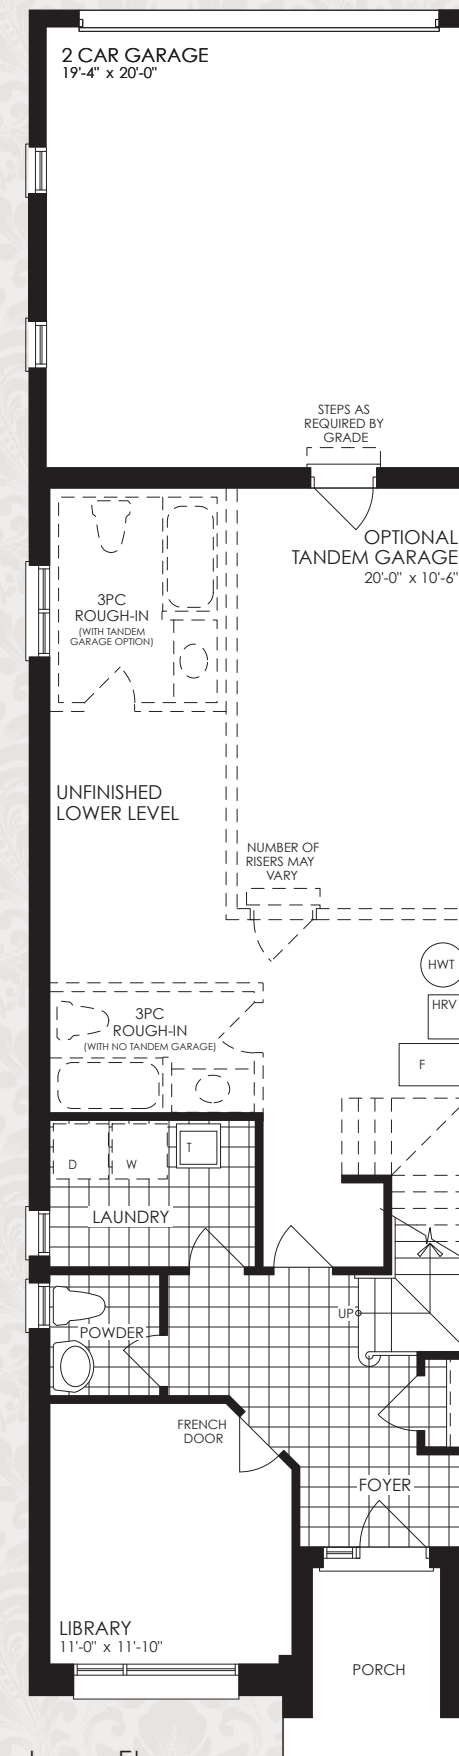 2 CAR GARAGE
19'-4" x 20'-0"
STEPS AS
REQUIRED BY
GRADE
OPTIONAL
TANDEM GARAGE
20'-0" x 10'-6"
3PC
ROUGH-IN
(WITH TANDEM
GARAGE OPTION)
UNFINISHED
LOWER LEVEL
NUMBER OF
RISERS MAY
VARY
HWT
HRV
3PC
ROUGH-IN
(WITH NO TANDEM GARAGE)
F
D
W
T
LAUNDRY
UP
POWDER
FRENCH
DOOR
FOYER
LIBRARY
11'-0" x 11'-10"
PORCH